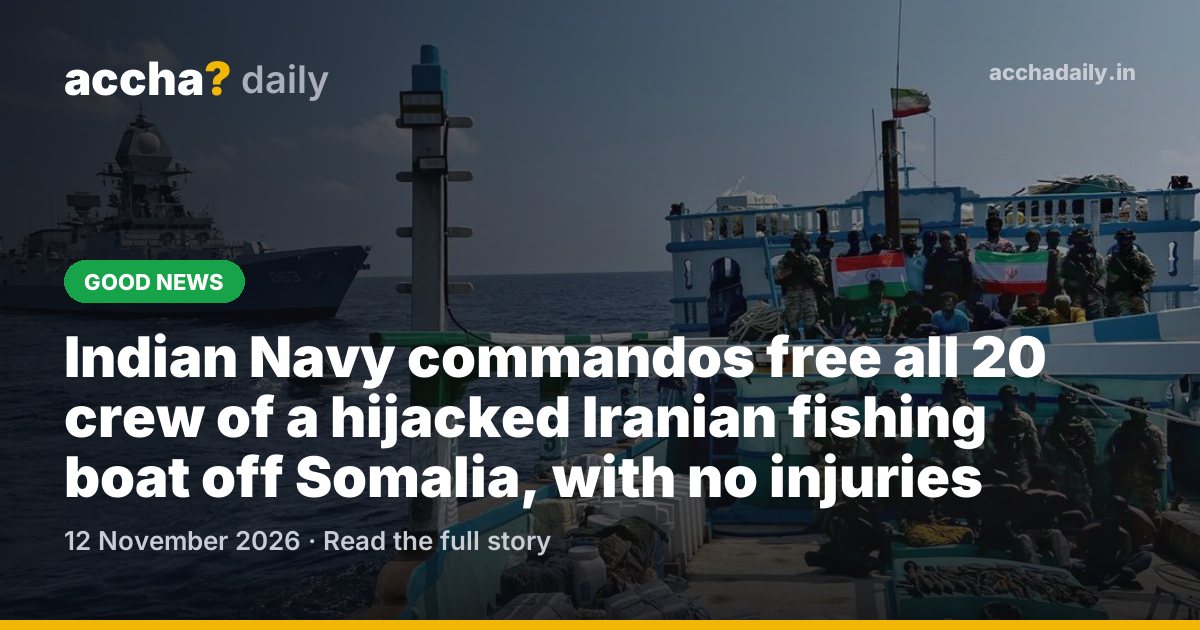 accha? daily
acchadaily.in
GOOD NEWS
Indian Navy commandos free all 20
crew of a hijacked Iranian fishing
boat off Somalia, with no injuries
12 November 2026 · Read the full story